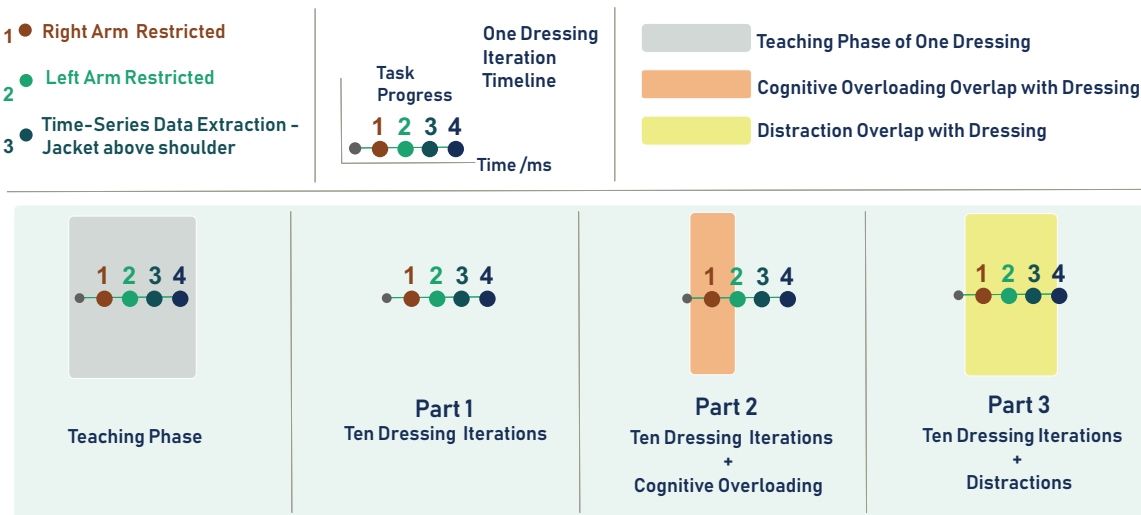 1 Right Arm Restricted
2 Left Arm Restricted
3 Time-Series Data Extraction -
Jacket above shoulder
One Dressing
Iteration
Timeline
Task
Progress
1 2 3 4
Time /ms
Teaching Phase of One Dressing
Cognitive Overloading Overlap with Dressing
Distraction Overlap with Dressing
1 2 3 4
Teaching Phase
1 2 3 4
Part 1
Ten Dressing Iterations
1 2 3 4
Part 2
Ten Dressing Iterations
+
Cognitive Overloading
1 2 3 4
Part 3
Ten Dressing Iterations
+
Distractions